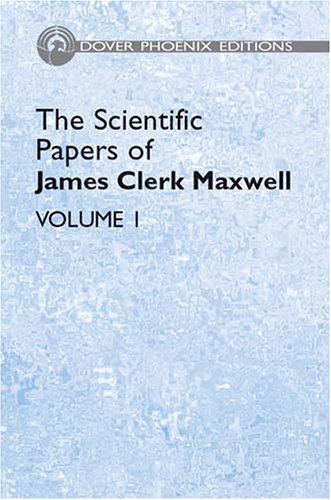 DOVER PHOENIX EDITIONS
The Scientific
Papers of
James Clerk Maxwell
VOLUME I